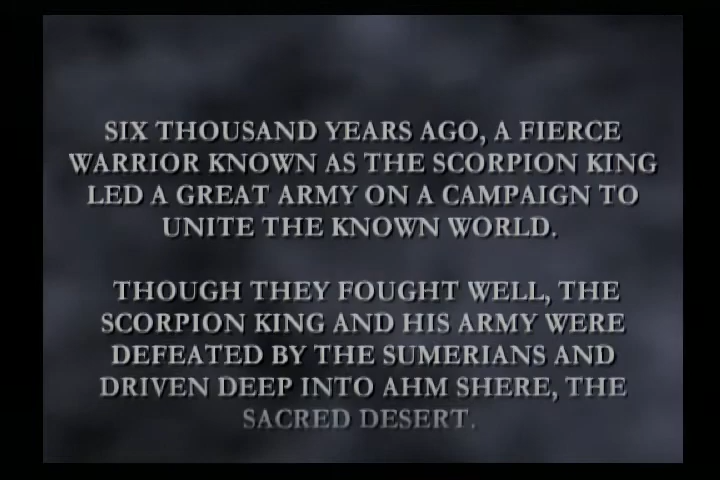 SIX THOUSAND YEARS AGO, A FIERCE
WARRIOR KNOWN AS THE SCORPION KING
LED A GREAT ARMY ON A CAMPAIGN TO
UNITE THE KNOWN WORLD.
THOUGH THEY FOUGHT WELL, THE
SCORPION KING AND HIS ARMY WERE
DEFEATED BY THE SUMERIANS AND
DRIVEN DEEP INTO AHM SHERE, THE
SACRED DESERT.